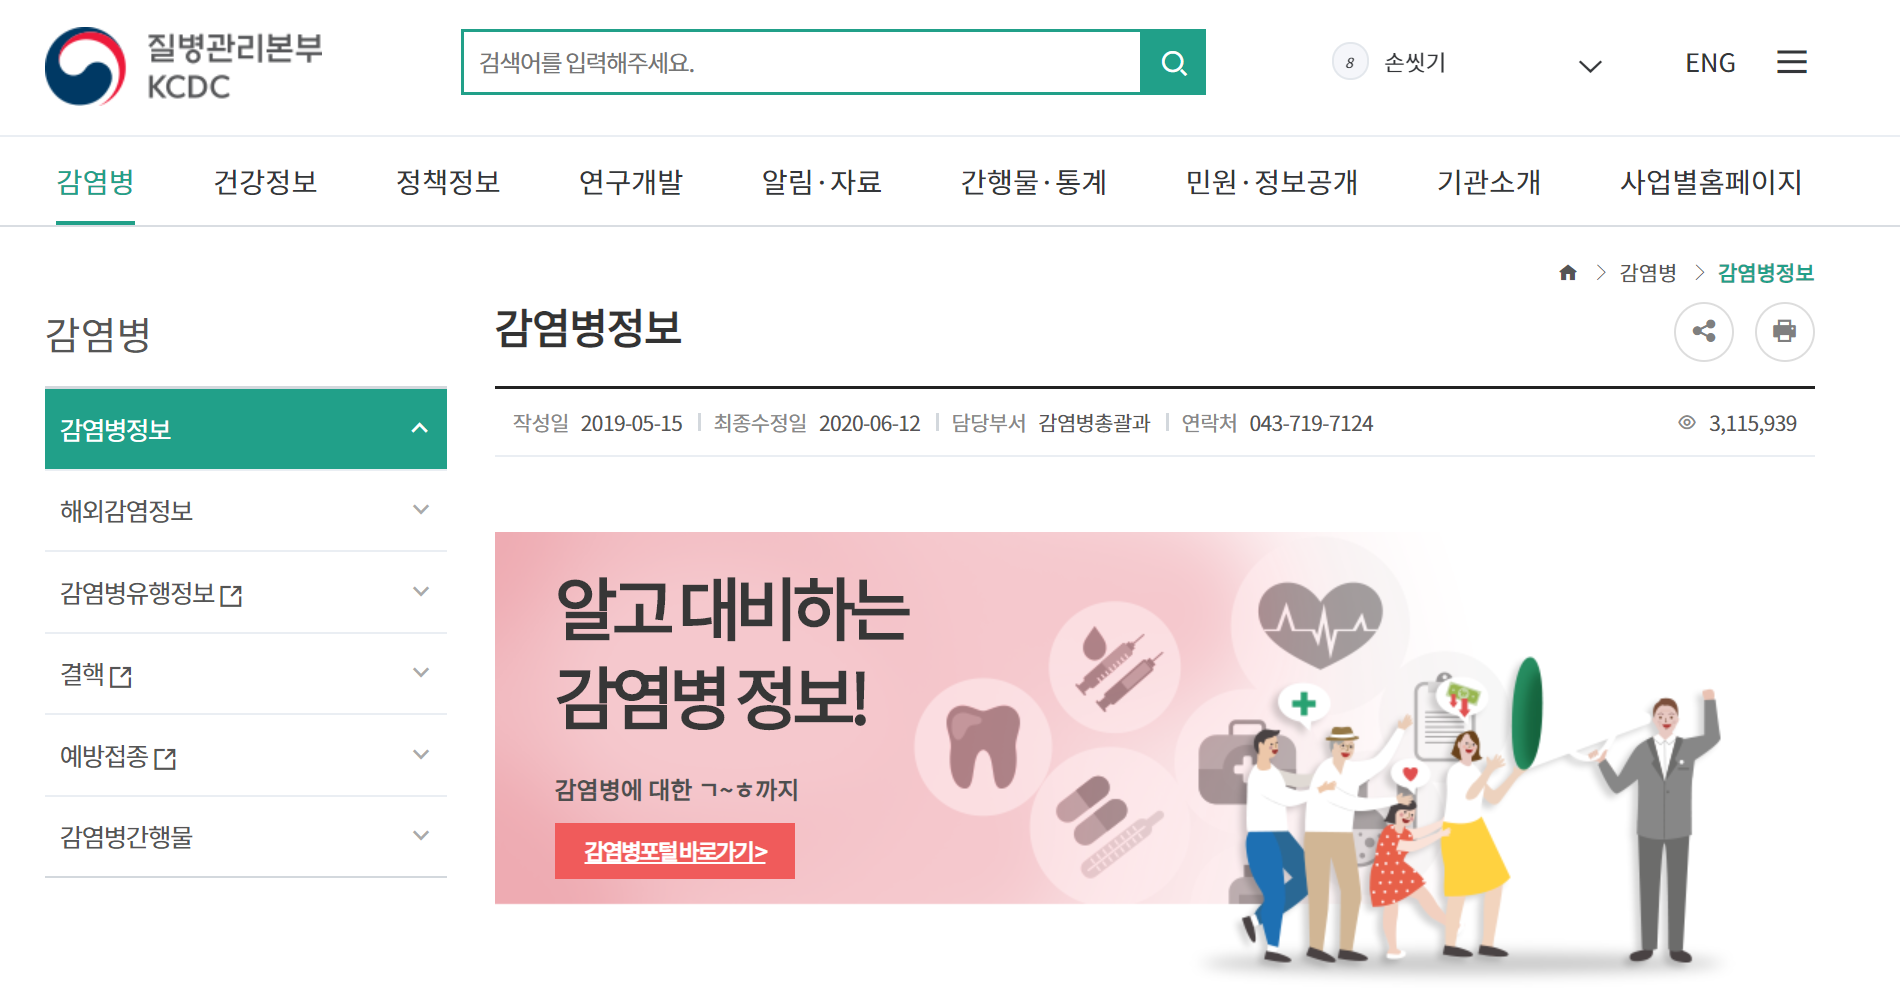 질병관리본부
KCDC
검색어를 입력해주세요.
8 손씻기
ENG
감염병 건강정보 정책정보 연구개발 알림·자료 간행물·통계 민원·정보공개 기관소개 사업별홈페이지
감염병 > 감염병정보
감염병
감염병정보
해외감염정보
감염병유행정보
결핵
예방접종
감염병간행물
감염병정보
작성일 2019-05-15 최종수정일 2020-06-12 담당부서 감염병총괄과 연락처 043-719-7124 3,115,939
알고 대비하는
감염병 정보!
감염병에 대한 ㄱ~ㅎ까지
감염병포털 바로가기>